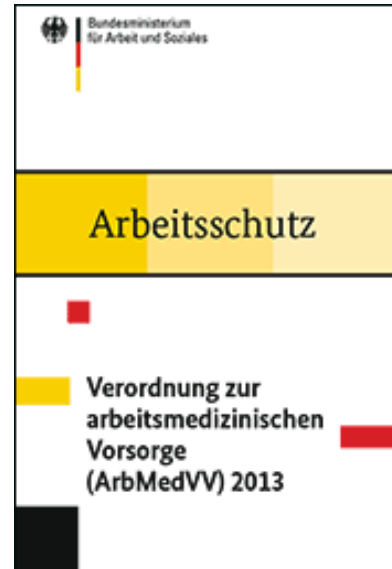 Bundesministerium
für Arbeit und Soziales
Arbeitsschutz
Verordnung zur
arbeitsmedizinischen
Vorsorge
(ArbMedVV) 2013